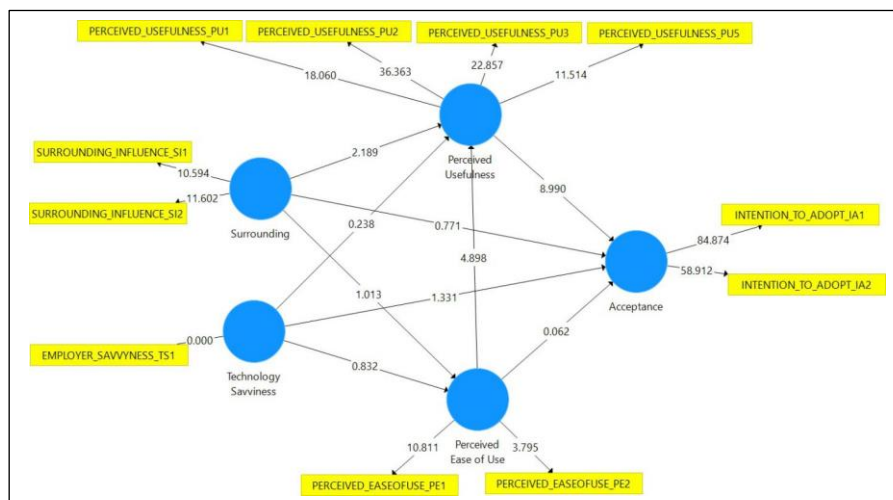 PERCEIVED_USEFULNESS_PU1
PERCEIVED_USEFULNESS_PU2
PERCEIVED_USEFULNESS_PU3
PERCEIVED_USEFULNESS_PU5
18.060
36.363
22.857
11.514
SURROUNDING_INFLUENCE_SI1
10.594
11.602
SURROUNDING_INFLUENCE_SI2
Surrounding
2.189
Perceived
Usefulness
0.238
0.771
8.990
4.898
INTENTION_TO_ADOPT_IA1
84.874
58.912
INTENTION_TO_ADOPT_IA2
Acceptance
1.013
1.331
0.062
EMPLOYER_SAVVYNESS_TS1
0.000
Technology
Savviness
0.832
Perceived
Ease of Use
10.811
3.795
PERCEIVED_EASEOFUSE_PE1
PERCEIVED_EASEOFUSE_PE2